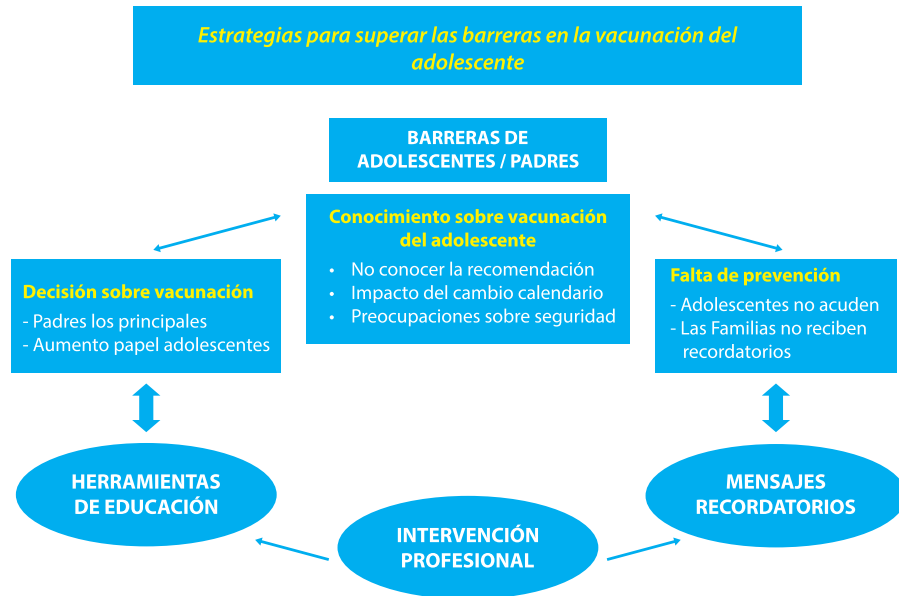 Estrategias para superar las barreras en la vacunación del
adolescente
BARRERAS DE
ADOLESCENTES / PADRES
Conocimiento sobre vacunación
del adolescente
• No conocer la recomendación
• Impacto del cambio calendario
• Preocupaciones sobre seguridad
Decisión sobre vacunación
- Padres los principales
- Aumento papel adolescentes
Falta de prevención
- Adolescentes no acuden
- Las Familias no reciben
recordatorios
HERRAMIENTAS
DE EDUCACIÓN
MENSAJES
RECORDATORIOS
INTERVENCIÓN
PROFESIONAL